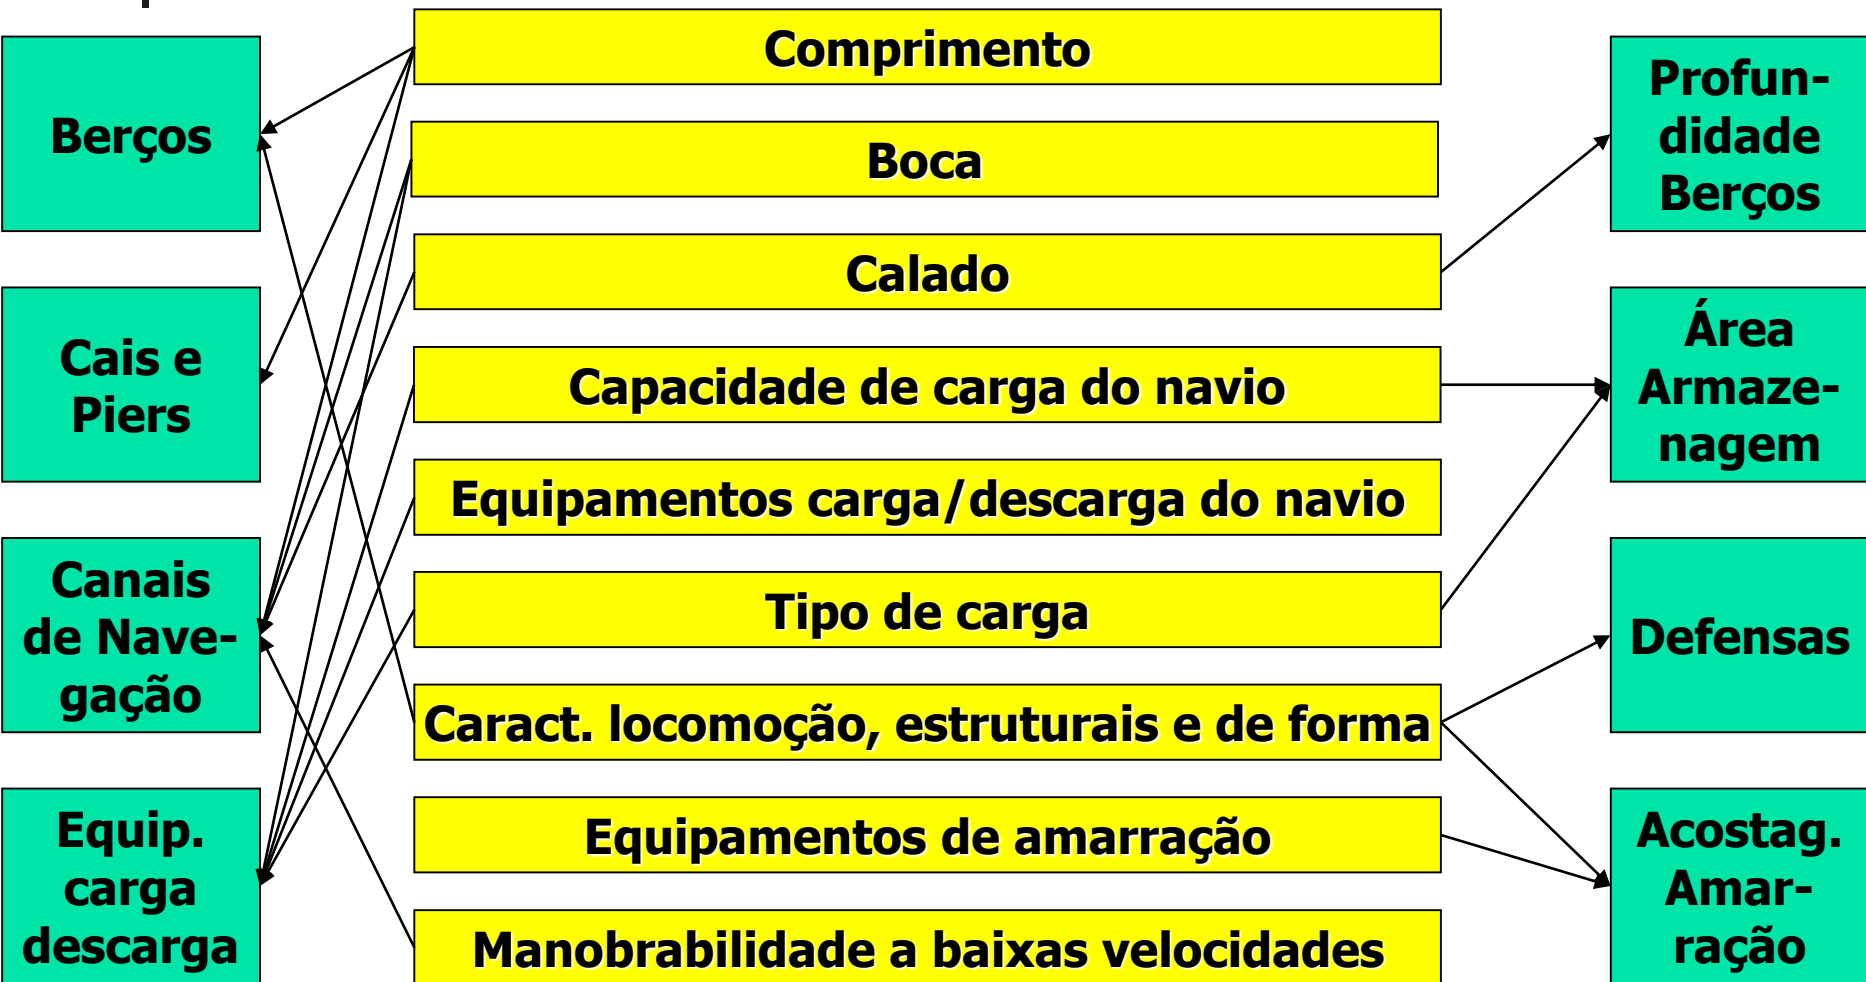 Berços
Cais e
Piers
Canais
de Nave-
gação
Equip.
carga
descarga
Comprimento
Boca
Calado
Capacidade de carga do navio
Equipamentos carga/descarga do navio
Tipo de carga
Caract. locomoção, estruturais e de forma
Equipamentos de amarração
Manobrabilidade a baixas velocidades
Profun-
didade
Berços
Área
Armaze-
nagem
Defensas
Acostag.
Amar-
ração